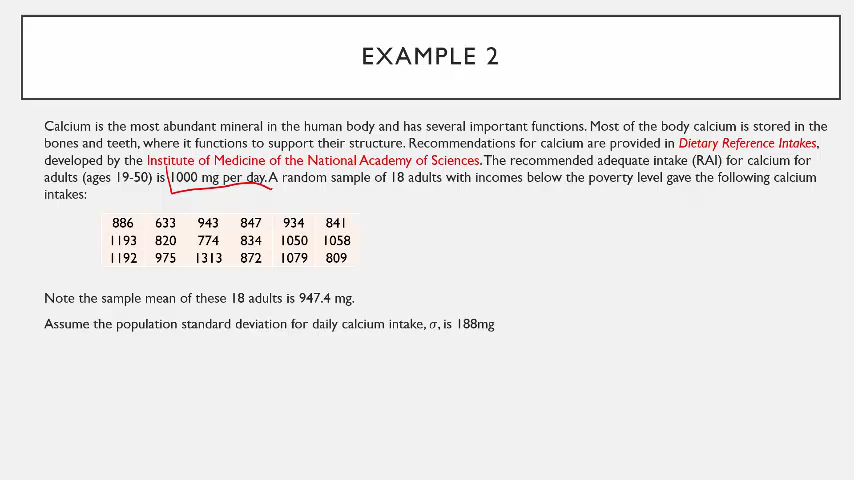 EXAMPLE 2
Calcium is the most abundant mineral in the human body and has several important functions. Most of the body calcium is stored in the
bones and teeth, where it functions to support their structure. Recommendations for calcium are provided in Dietary Reference Intakes,
developed by the Institute of Medicine of the National Academy of Sciences. The recommended adequate intake (RAI) for calcium for
adults (ages 19-50) is 1000 mg per day. A random sample of 18 adults with incomes below the poverty level gave the following calcium
intakes:
886 633 943 847 934 841
1193 820 774 834 1050 1058
1192 975 1313 872 1079 809
Note the sample mean of these 18 adults is 947.4 mg.
Assume the population standard deviation for daily calcium intake, σ, is 188mg